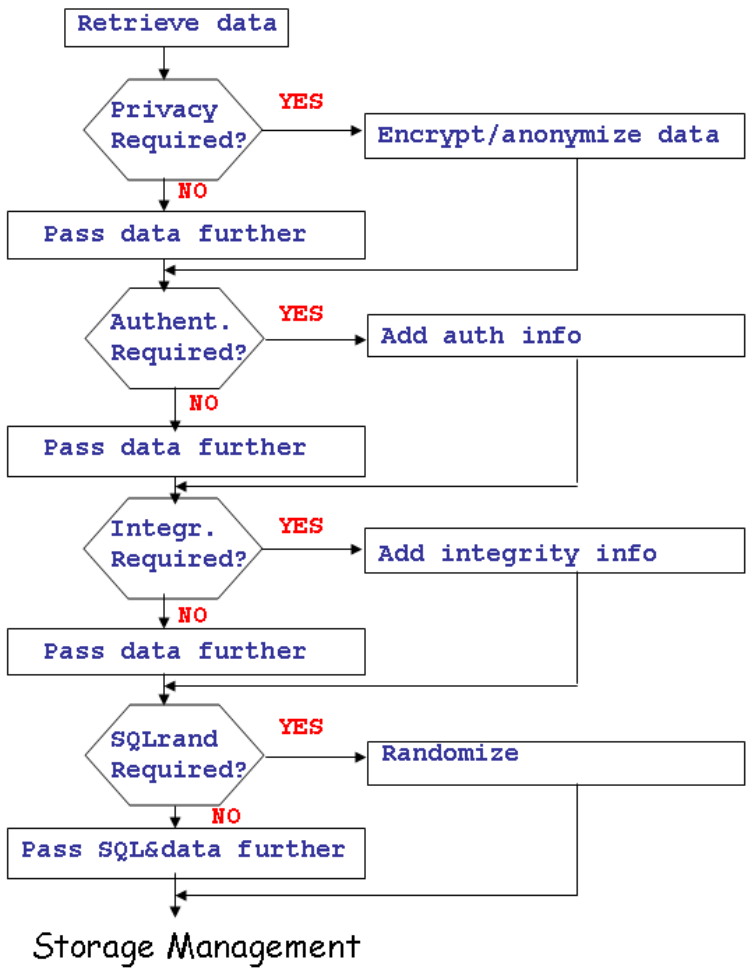 Retrieve data
Privacy
Required?
YES
Encrypt/anonymize data
NO
Pass data further
Authent.
Required?
YES
Add auth info
NO
Pass data further
Integr.
Required?
YES
Add integrity info
NO
Pass data further
SQLrand
Required?
YES
Randomize
NO
Pass SQL&data further
Storage Management